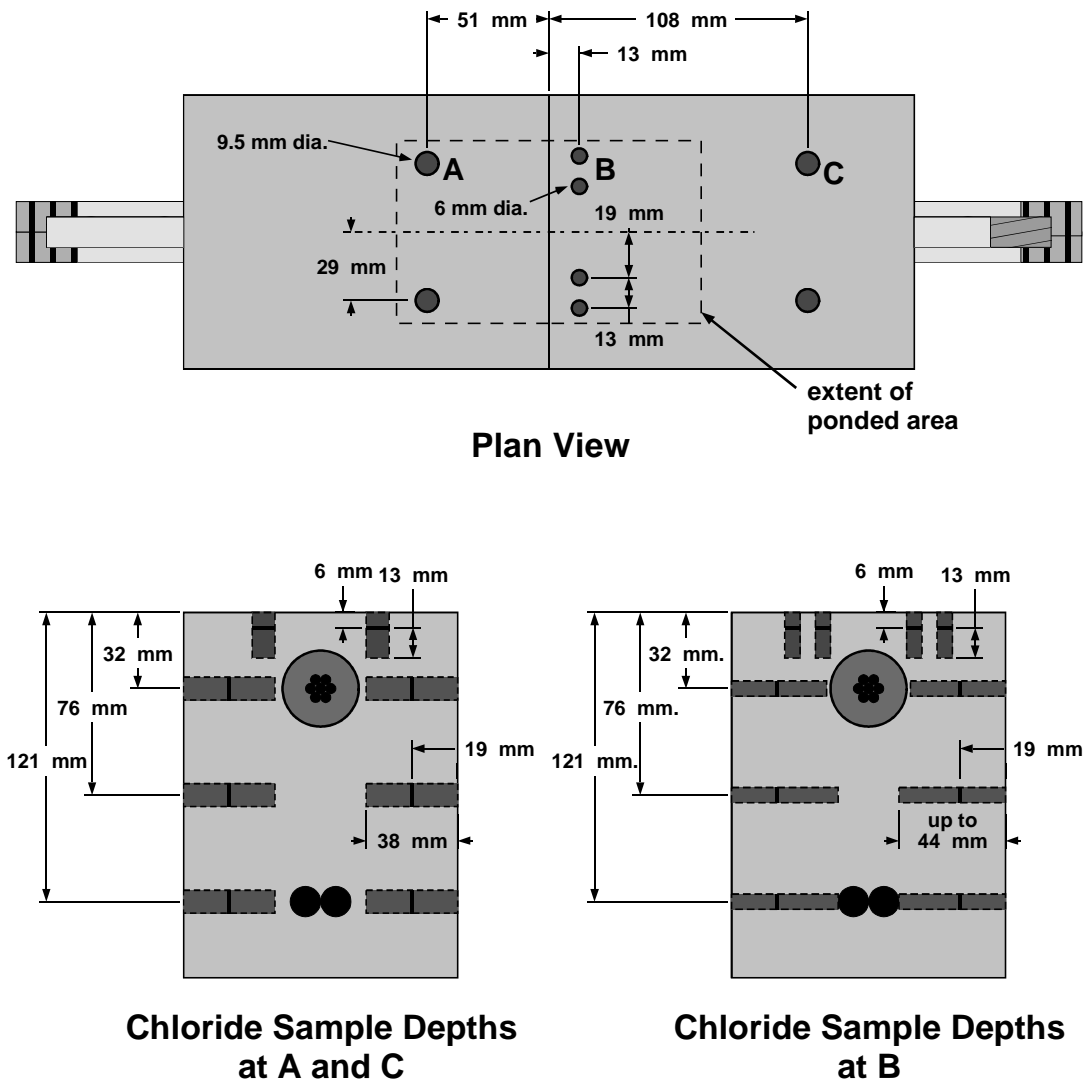 51 mm
108 mm
13 mm
9.5 mm dia.
A
B
C
6 mm dia.
19 mm
29 mm
13 mm
extent of
ponded area
Plan View
6 mm
13 mm
32 mm
76 mm
121 mm
19 mm
38 mm
Chloride Sample Depths
at A and C
6 mm
13 mm
32 mm.
76 mm.
121 mm.
19 mm
up to
44 mm
Chloride Sample Depths
at B